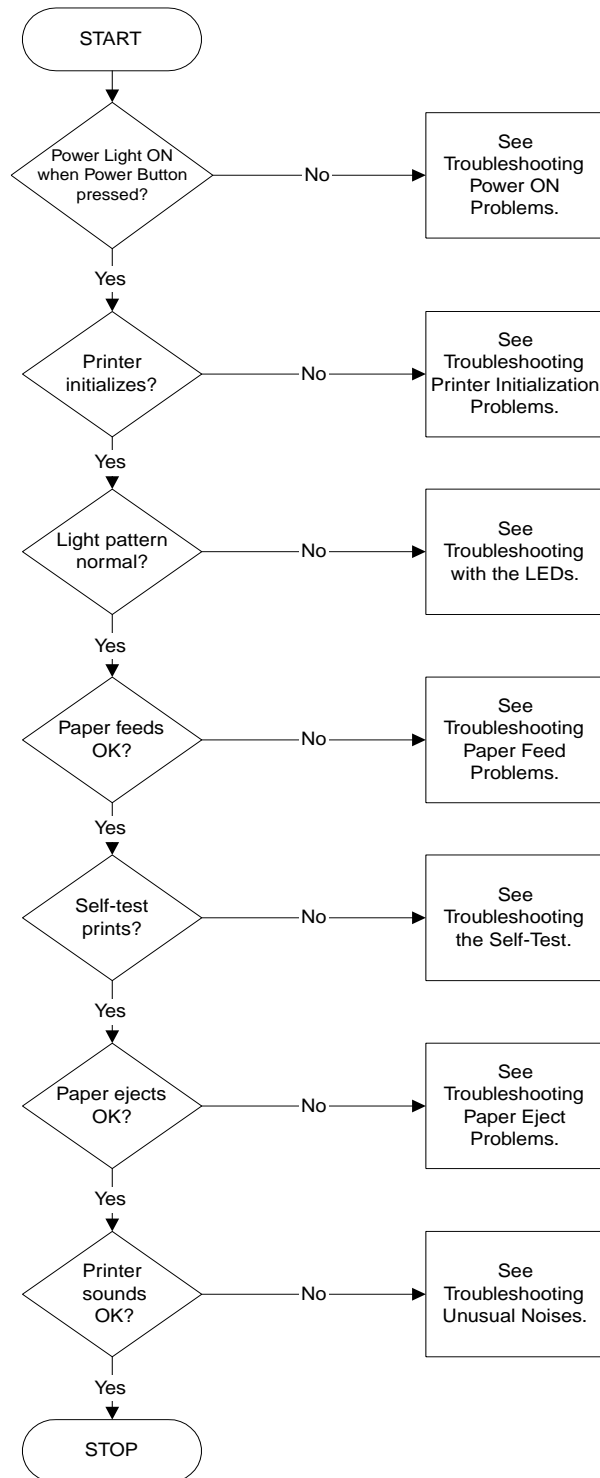 START
Power Light ON
when Power Button
pressed?
No
See
Troubleshooting
Power ON
Problems.
Yes
Printer
initializes?
No
See
Troubleshooting
Printer Initialization
Problems.
Yes
Light pattern
normal?
No
See
Troubleshooting
with the LEDs.
Yes
Paper feeds
OK?
No
See
Troubleshooting
Paper Feed
Problems.
Yes
Self-test
prints?
No
See
Troubleshooting
the Self-Test.
Yes
Paper ejects
OK?
No
See
Troubleshooting
Paper Eject
Problems.
Yes
Printer
sounds
OK?
No
See
Troubleshooting
Unusual Noises.
Yes
STOP